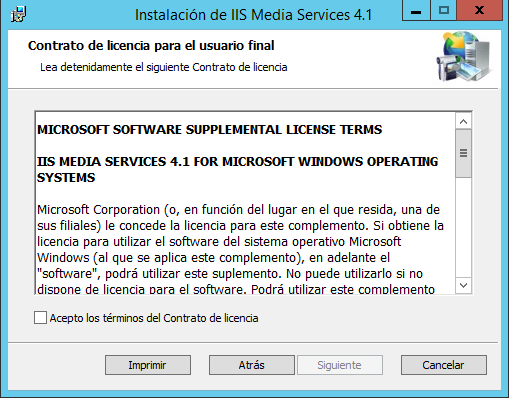 Instalación de IIS Media Services 4.1
Contrato de licencia para el usuario final
Lea detenidamente el siguiente Contrato de licencia
MICROSOFT SOFTWARE SUPPLEMENTAL LICENSE TERMS
IIS MEDIA SERVICES 4.1 FOR MICROSOFT WINDOWS OPERATING
SYSTEMS
Microsoft Corporation (o, en función del lugar en el que resida, una de
sus filiales) le concede la licencia para este complemento. Si obtiene la
licencia para utilizar el software del sistema operativo Microsoft
Windows (al que se aplica este complemento), en adelante el
"software", podrá utilizar este suplemento. No puede utilizarlo si no
dispone de licencia para el software. Podrá utilizar este complemento
Acepto los términos del Contrato de licencia
Imprimir
Atrás
Siguiente
Cancelar